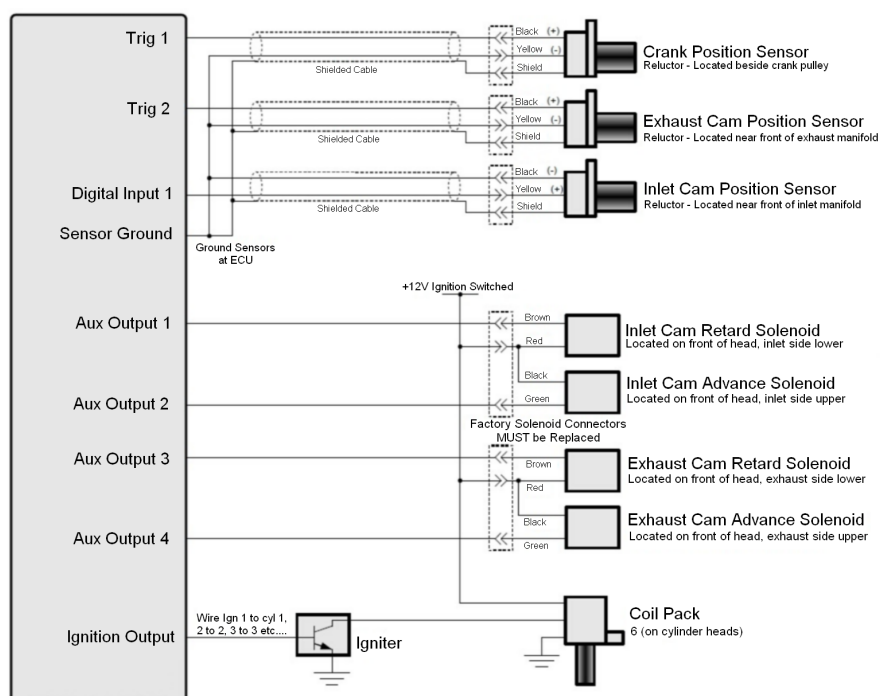 Trig 1
Black (+)
Yellow (-)
Shield
Shielded Cable
Crank Position Sensor
Reluctor - Located beside crank pulley
Trig 2
Black (+)
Yellow (-)
Shield
Shielded Cable
Exhaust Cam Position Sensor
Reluctor - Located near front of exhaust manifold
Digital Input 1
Black (-)
Yellow (+)
Shield
Shielded Cable
Inlet Cam Position Sensor
Reluctor - Located near front of inlet manifold
Sensor Ground
Ground Sensors
at ECU
+12V Ignition Switched
Aux Output 1
Brown
Red
Inlet Cam Retard Solenoid
Located on front of head, inlet side lower
Aux Output 2
Black
Green
Inlet Cam Advance Solenoid
Located on front of head, inlet side upper
Factory Solenoid Connectors
MUST be Replaced
Aux Output 3
Brown
Red
Exhaust Cam Retard Solenoid
Located on front of head, exhaust side lower
Aux Output 4
Black
Green
Exhaust Cam Advance Solenoid
Located on front of head, exhaust side upper
Ignition Output
Wire Ign 1 to cyl 1,
2 to 2, 3 to 3 etc....
Igniter
Coil Pack
6 (on cylinder heads)